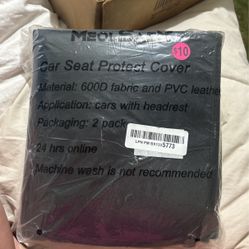 $10
Car Seat Protect Cover
Material: 600D fabric and PVC leather
Application: cars with headrest
Packaging: 2 pack
24 hrs online
Machine wash is not recommended